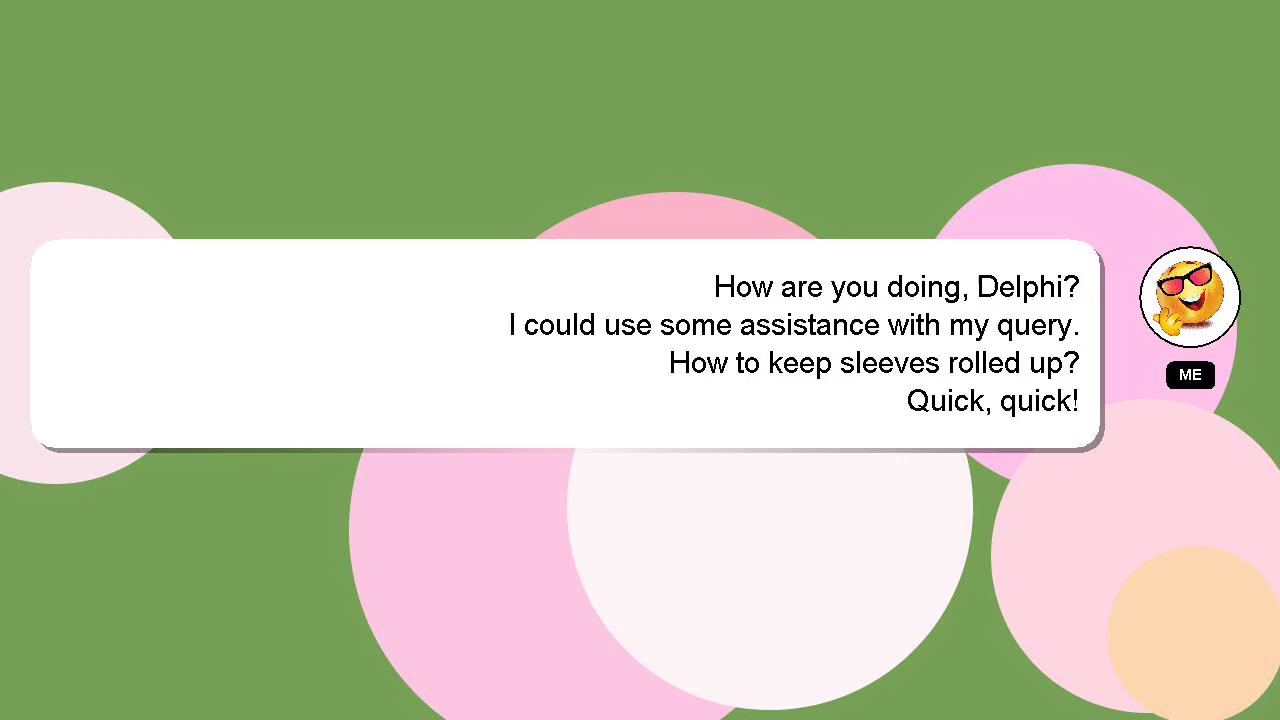 How are you doing, Delphi?
I could use some assistance with my query.
How to keep sleeves rolled up?
Quick, quick!
ME